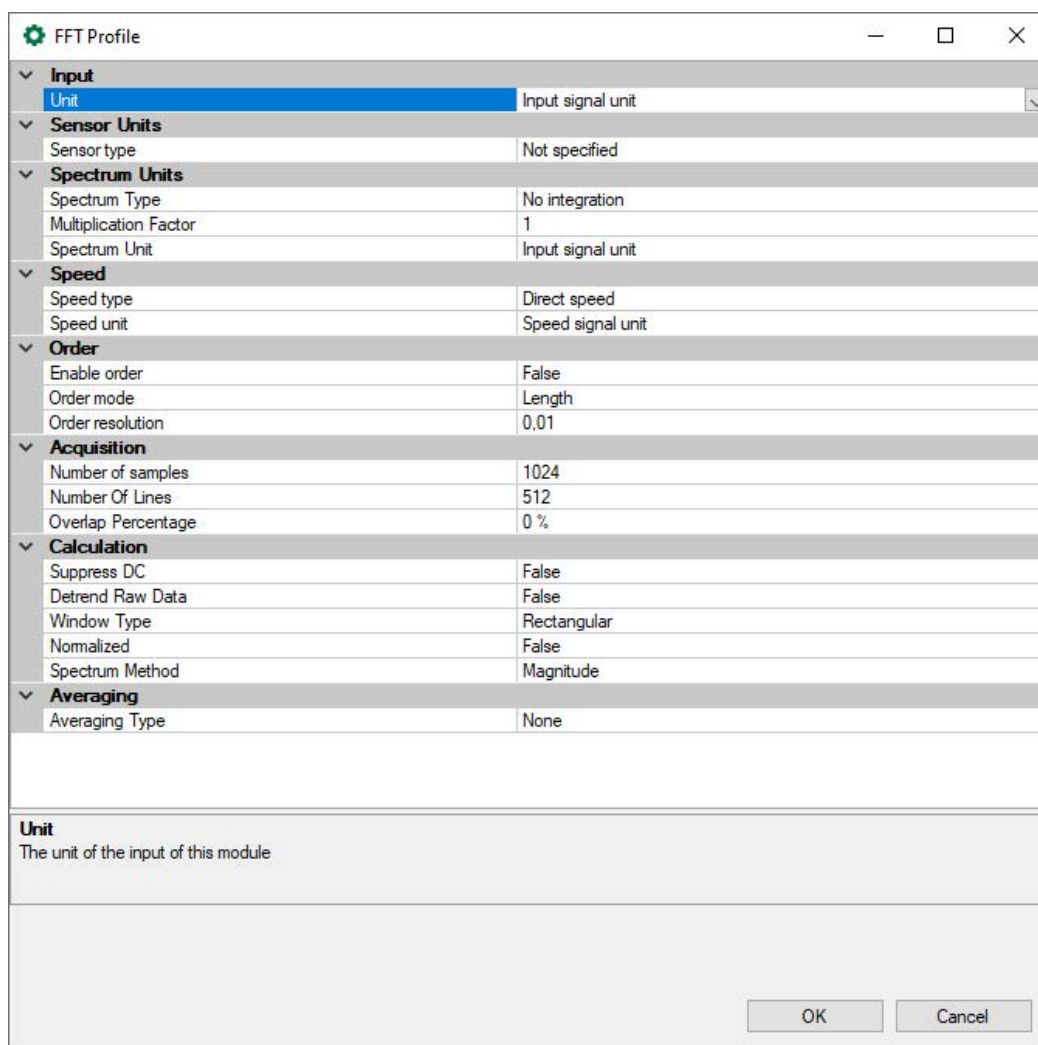 FFT Profile
Input
Unit Input signal unit
Sensor Units
Sensor type Not specified
Spectrum Units
Spectrum Type No integration
Multiplication Factor 1
Spectrum Unit Input signal unit
Speed
Speed type Direct speed
Speed unit Speed signal unit
Order
Enable order False
Order mode Length
Order resolution 0,01
Acquisition
Number of samples 1024
Number Of Lines 512
Overlap Percentage 0 %
Calculation
Suppress DC False
Detrend Raw Data False
Window Type Rectangular
Normalized False
Spectrum Method Magnitude
Averaging
Averaging Type None
Unit
The unit of the input of this module
OK Cancel